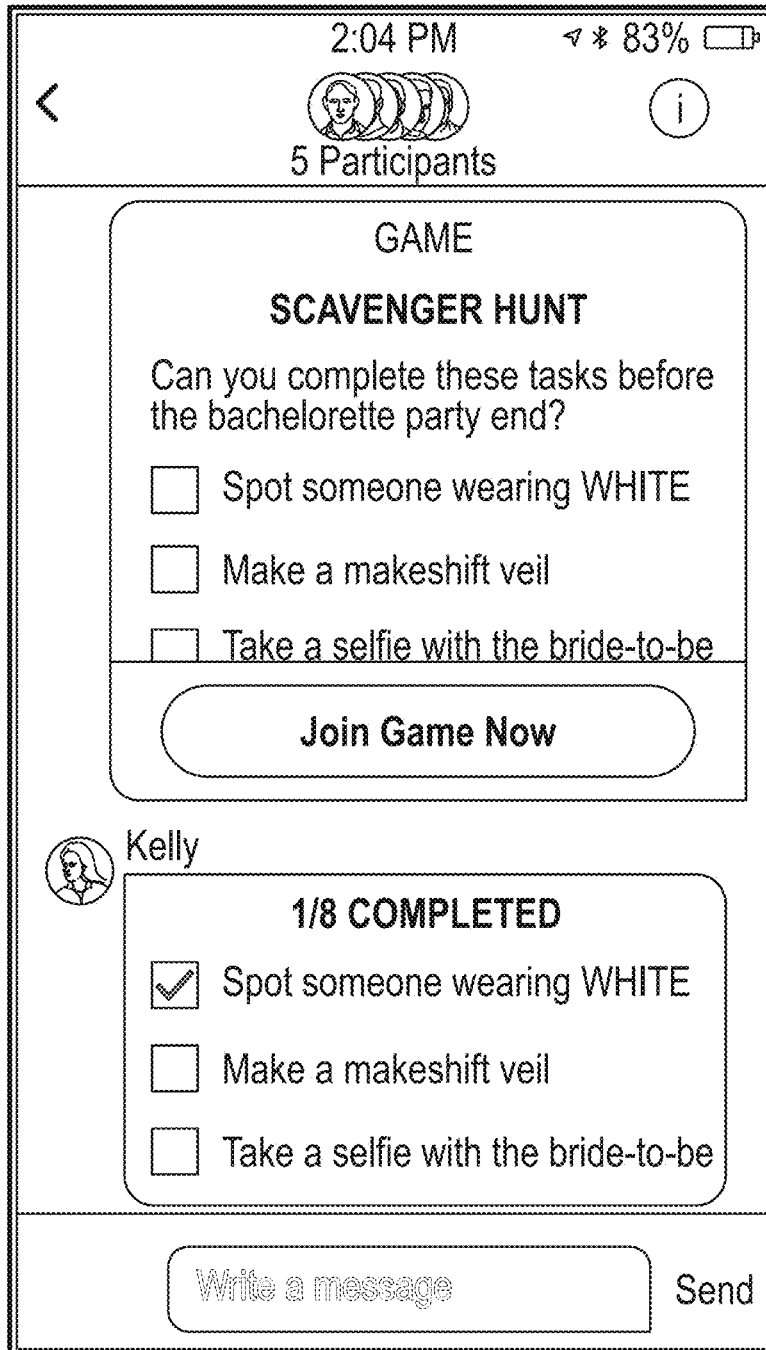 2:04 PM 83%
i
5 Participants
GAME
SCAVENGER HUNT
Can you complete these tasks before
the bachelorette party end?
Spot someone wearing WHITE
Make a makeshift veil
Take a selfie with the bride-to-be
Join Game Now
Kelly
1/8 COMPLETED
Spot someone wearing WHITE
Make a makeshift veil
Take a selfie with the bride-to-be
Write a message
Send